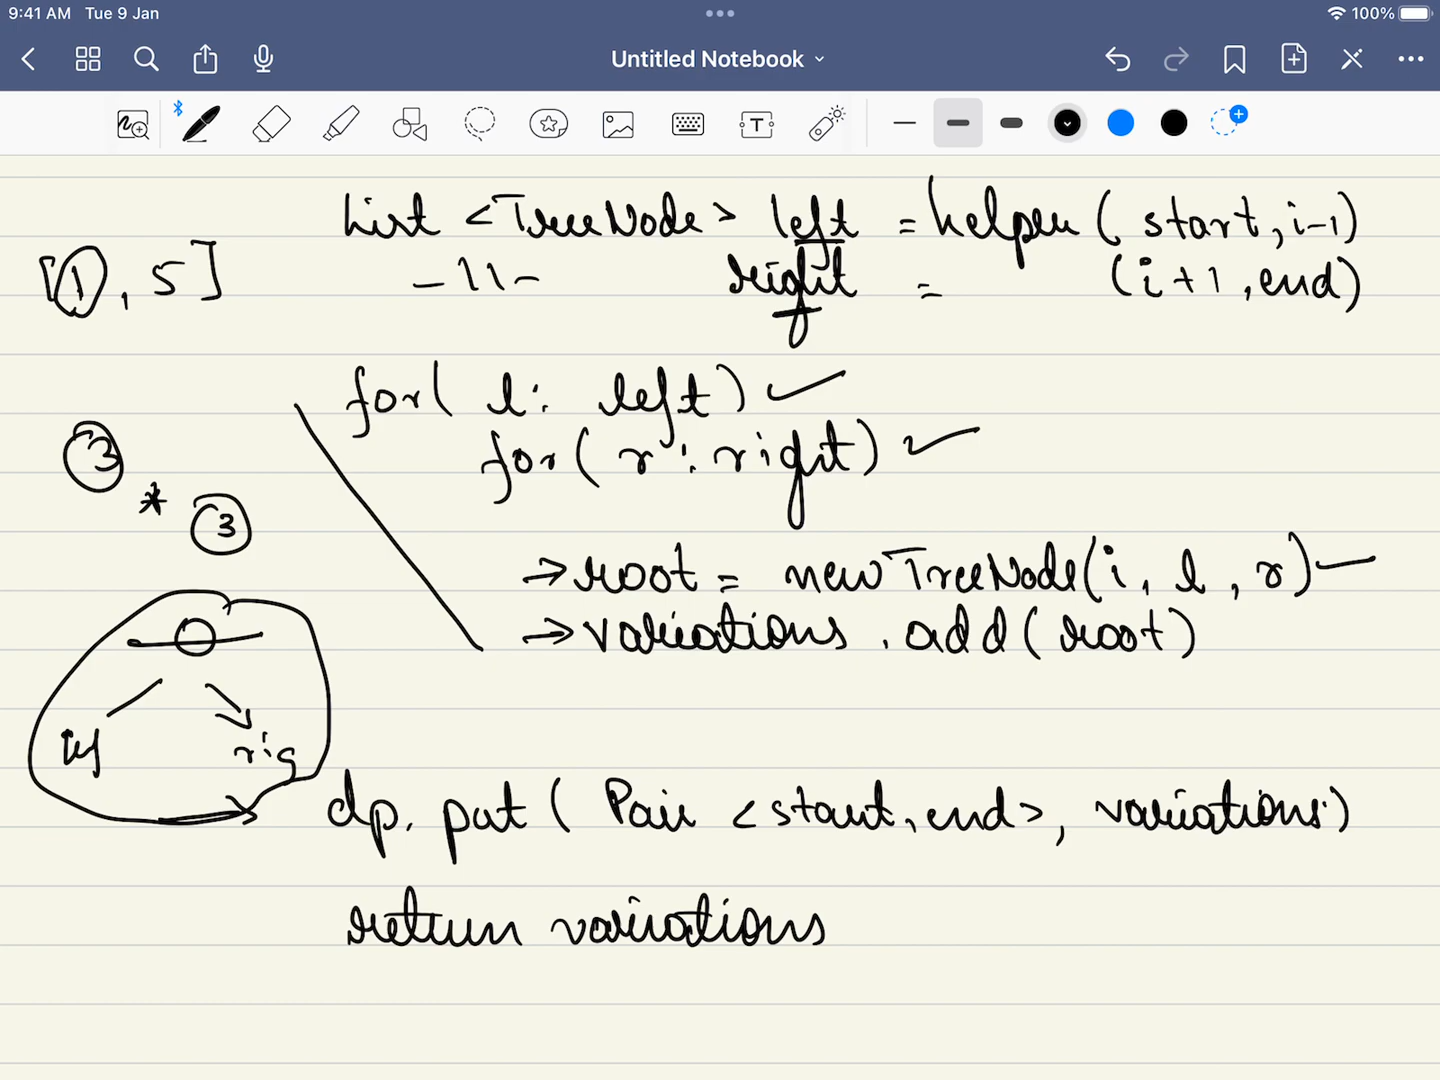 9:41 AM Tue 9 Jan
100%
Untitled Notebook
T
List <TreeNode> left = helper( start, i-1)
[1, 5]
-11- right = (i+1, end)
for( l: left)
for( r: right)
3
*
3
→ root = new TreeNode(i, l, r)
→ variations.add(root)
rig
dp.put( Pair <start, end>, variations)
return variations